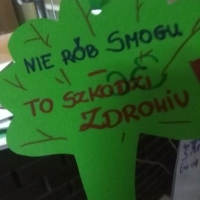 NIE RÓB SMOGU
TO SZKODZI
ZDROWIU